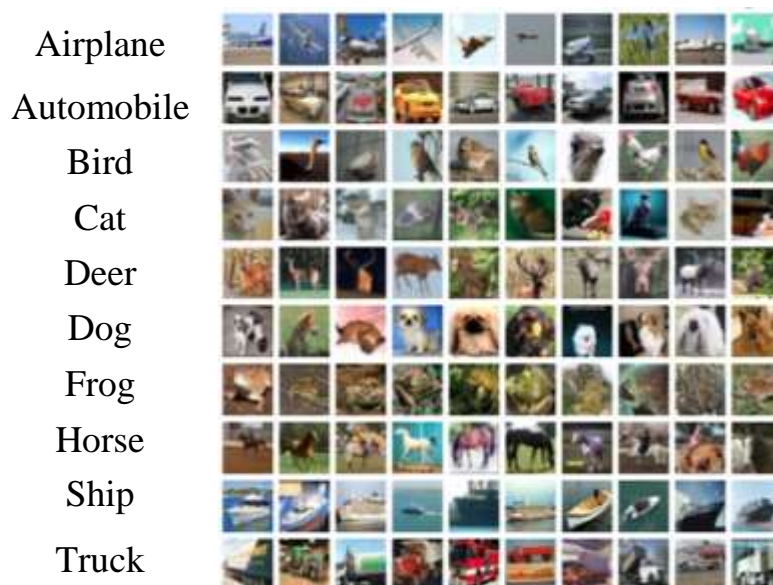 Airplane
Automobile
Bird
Cat
Deer
Dog
Frog
Horse
Ship
Truck